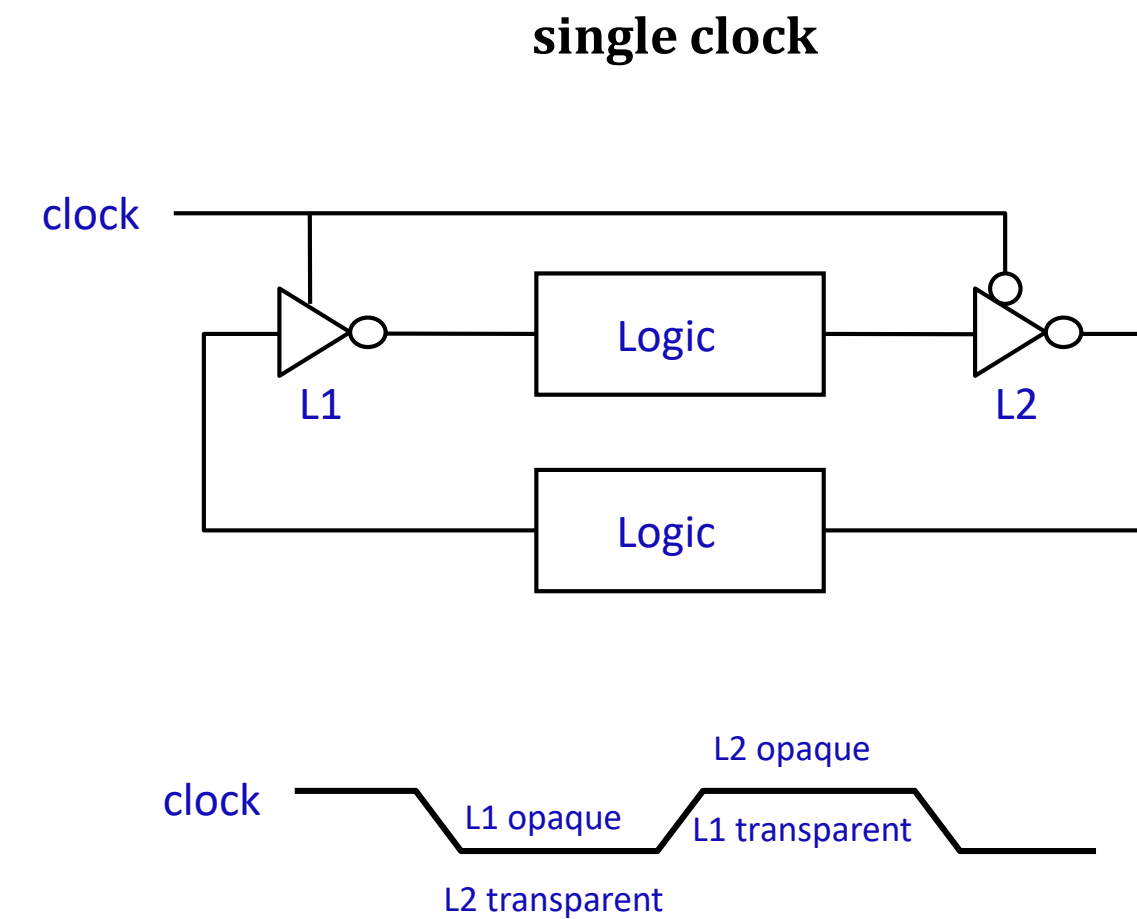 single clock
clock
Logic
L1
L2
Logic
L2 opaque
clock
L1 opaque
L1 transparent
L2 transparent